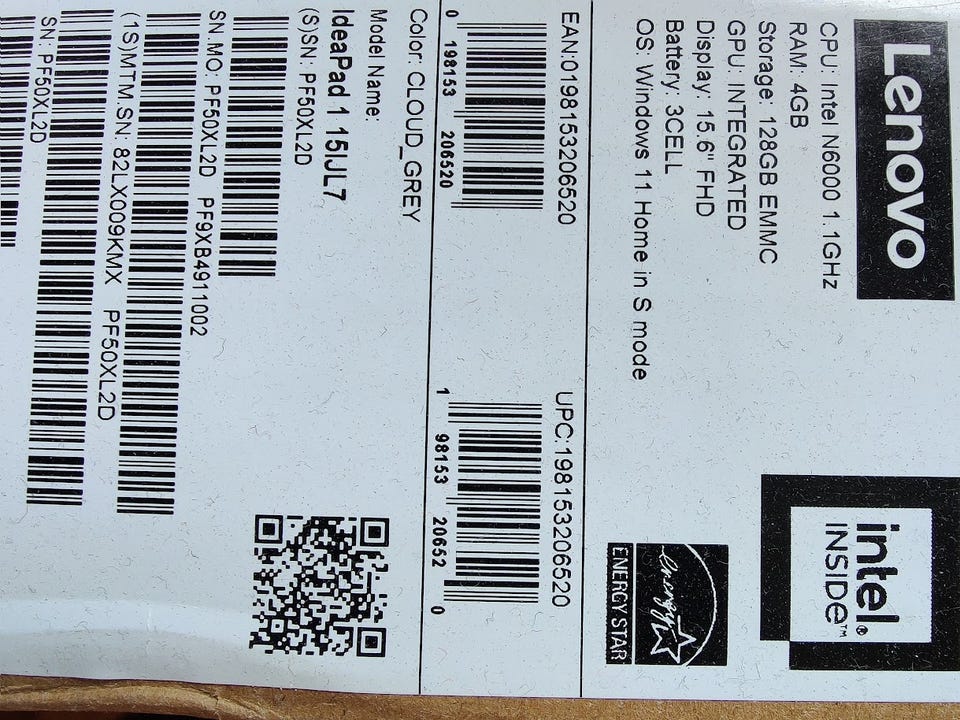 Lenovo
CPU: Intel N6000 1.1GHz
RAM: 4GB
Storage: 128GB EMMC
GPU: INTEGRATED
Display: 15.6" FHD
Battery: 3CELL
OS: Windows 11 Home in S mode
intel®
INSIDE™
energy
ENERGY STAR
EAN:0198153206520
0 198153 206520
UPC:198153206520
1 98153 20652 0
Color: CLOUD_GREY
Model Name:
IdeaPad 1 15IJL7
(S)SN: PF50XL2D
SN,MO: PF50XL2D PF9XB4911002
(1S)MTM,SN: 82LX009KMX PF50XL2D
SN: PF50XL2D